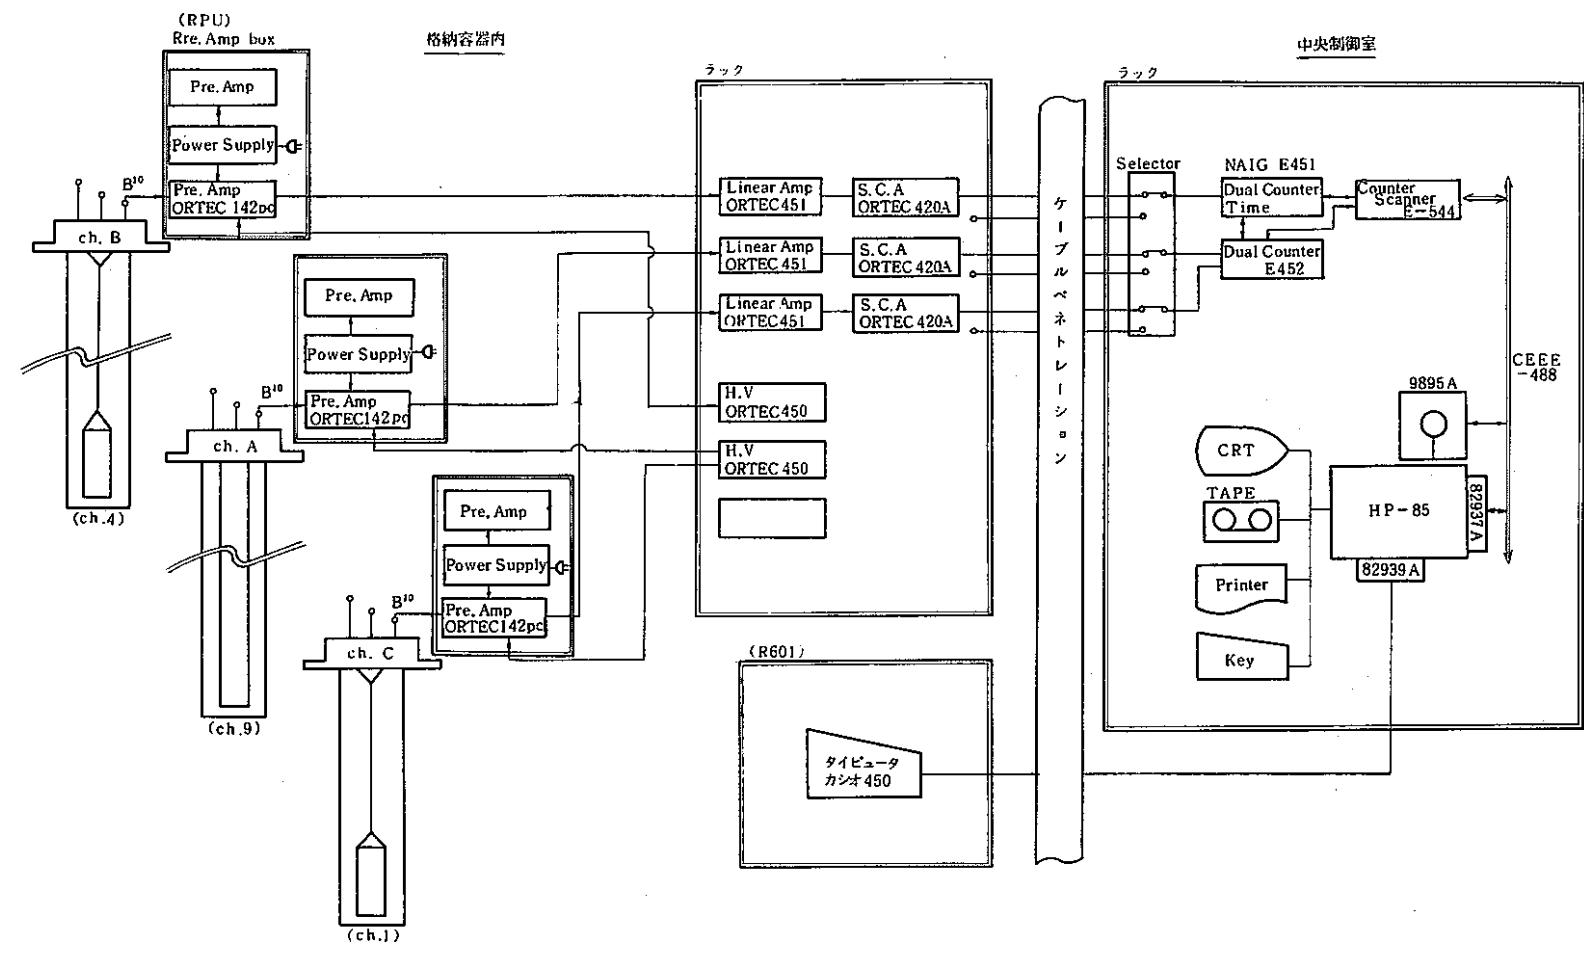 (RPU)
Rre. Amp box
格納容器内
中央制御室
Pre. Amp
Power Supply
Pre. Amp
ORTEC 142pc
B¹⁰
ch. B
(ch.4)
Pre. Amp
Power Supply
Pre. Amp
ORTEC142pc
B¹⁰
ch. A
(ch.9)
Pre. Amp
Power Supply
Pre. Amp
ORTEC142pc
B¹⁰
ch. C
(ch.1)
ラック
Linear Amp
ORTEC451
S.C.A
ORTEC 420A
Linear Amp
ORTEC 451
S.C.A
ORTEC 420A
Linear Amp
ORTEC451
S.C.A
ORTEC 420A
H.V
ORTEC450
H.V
ORTEC 450
(R601)
タイピュータ
カシオ450
ケーブルペネトレーション
ラック
Selector
NAIG E451
Dual Counter
Time
Counter
Scanner
E-544
Dual Counter
E452
CEEE
-488
9895A
CRT
TAPE
HP-85
82937A
82939A
Printer
Key